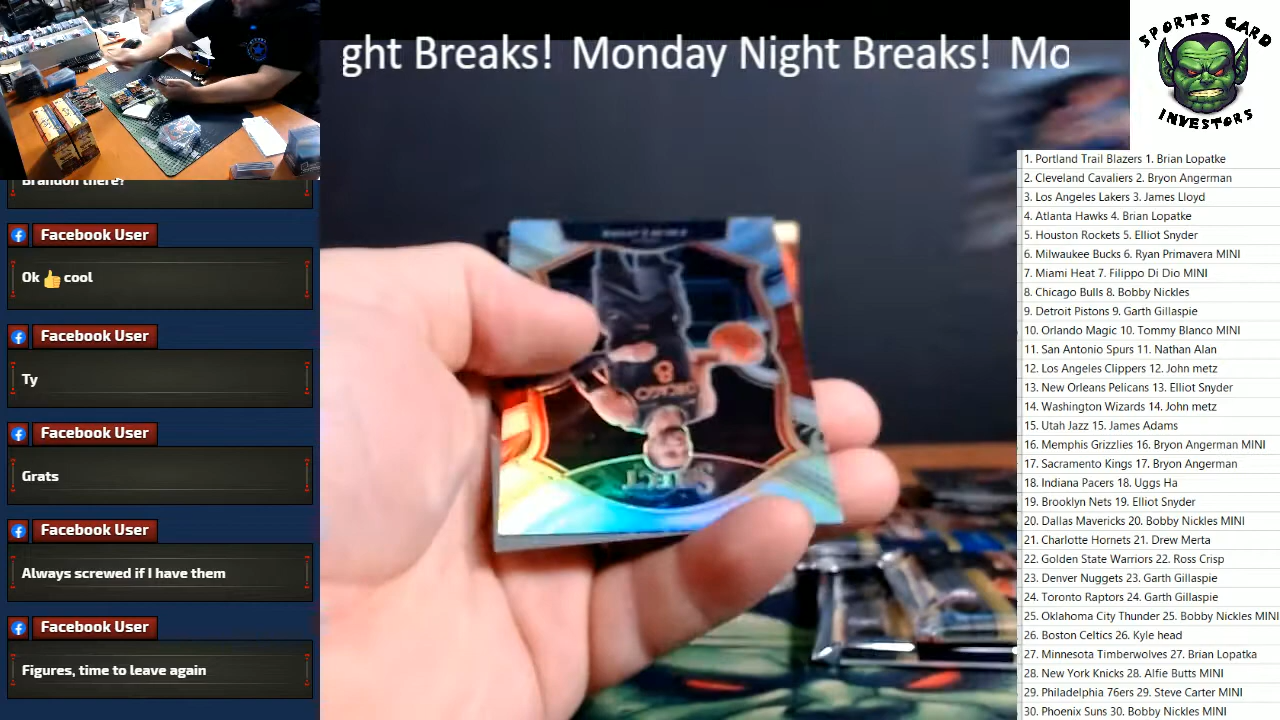 ght Breaks!  Monday Night Breaks!  Mo
SPORTS CARD
INVESTORS
Brandon there?
Facebook User
Ok 👍 cool
Facebook User
Ty
Facebook User
Grats
Facebook User
Always screwed if I have them
Facebook User
Figures, time to leave again
CHICAGO
8
SELECT
1. Portland Trail Blazers 1. Brian Lopatke
2. Cleveland Cavaliers 2. Bryon Angerman
3. Los Angeles Lakers 3. James Lloyd
4. Atlanta Hawks 4. Brian Lopatke
5. Houston Rockets 5. Elliot Snyder
6. Milwaukee Bucks 6. Ryan Primavera MINI
7. Miami Heat 7. Filippo Di Dio MINI
8. Chicago Bulls 8. Bobby Nickles
9. Detroit Pistons 9. Garth Gillaspie
10. Orlando Magic 10. Tommy Blanco MINI
11. San Antonio Spurs 11. Nathan Alan
12. Los Angeles Clippers 12. John metz
13. New Orleans Pelicans 13. Elliot Snyder
14. Washington Wizards 14. John metz
15. Utah Jazz 15. James Adams
16. Memphis Grizzlies 16. Bryon Angerman MINI
17. Sacramento Kings 17. Bryon Angerman
18. Indiana Pacers 18. Uggs Ha
19. Brooklyn Nets 19. Elliot Snyder
20. Dallas Mavericks 20. Bobby Nickles MINI
21. Charlotte Hornets 21. Drew Merta
22. Golden State Warriors 22. Ross Crisp
23. Denver Nuggets 23. Garth Gillaspie
24. Toronto Raptors 24. Garth Gillaspie
25. Oklahoma City Thunder 25. Bobby Nickles MINI
26. Boston Celtics 26. Kyle head
27. Minnesota Timberwolves 27. Brian Lopatka
28. New York Knicks 28. Alfie Butts MINI
29. Philadelphia 76ers 29. Steve Carter MINI
30. Phoenix Suns 30. Bobby Nickles MINI